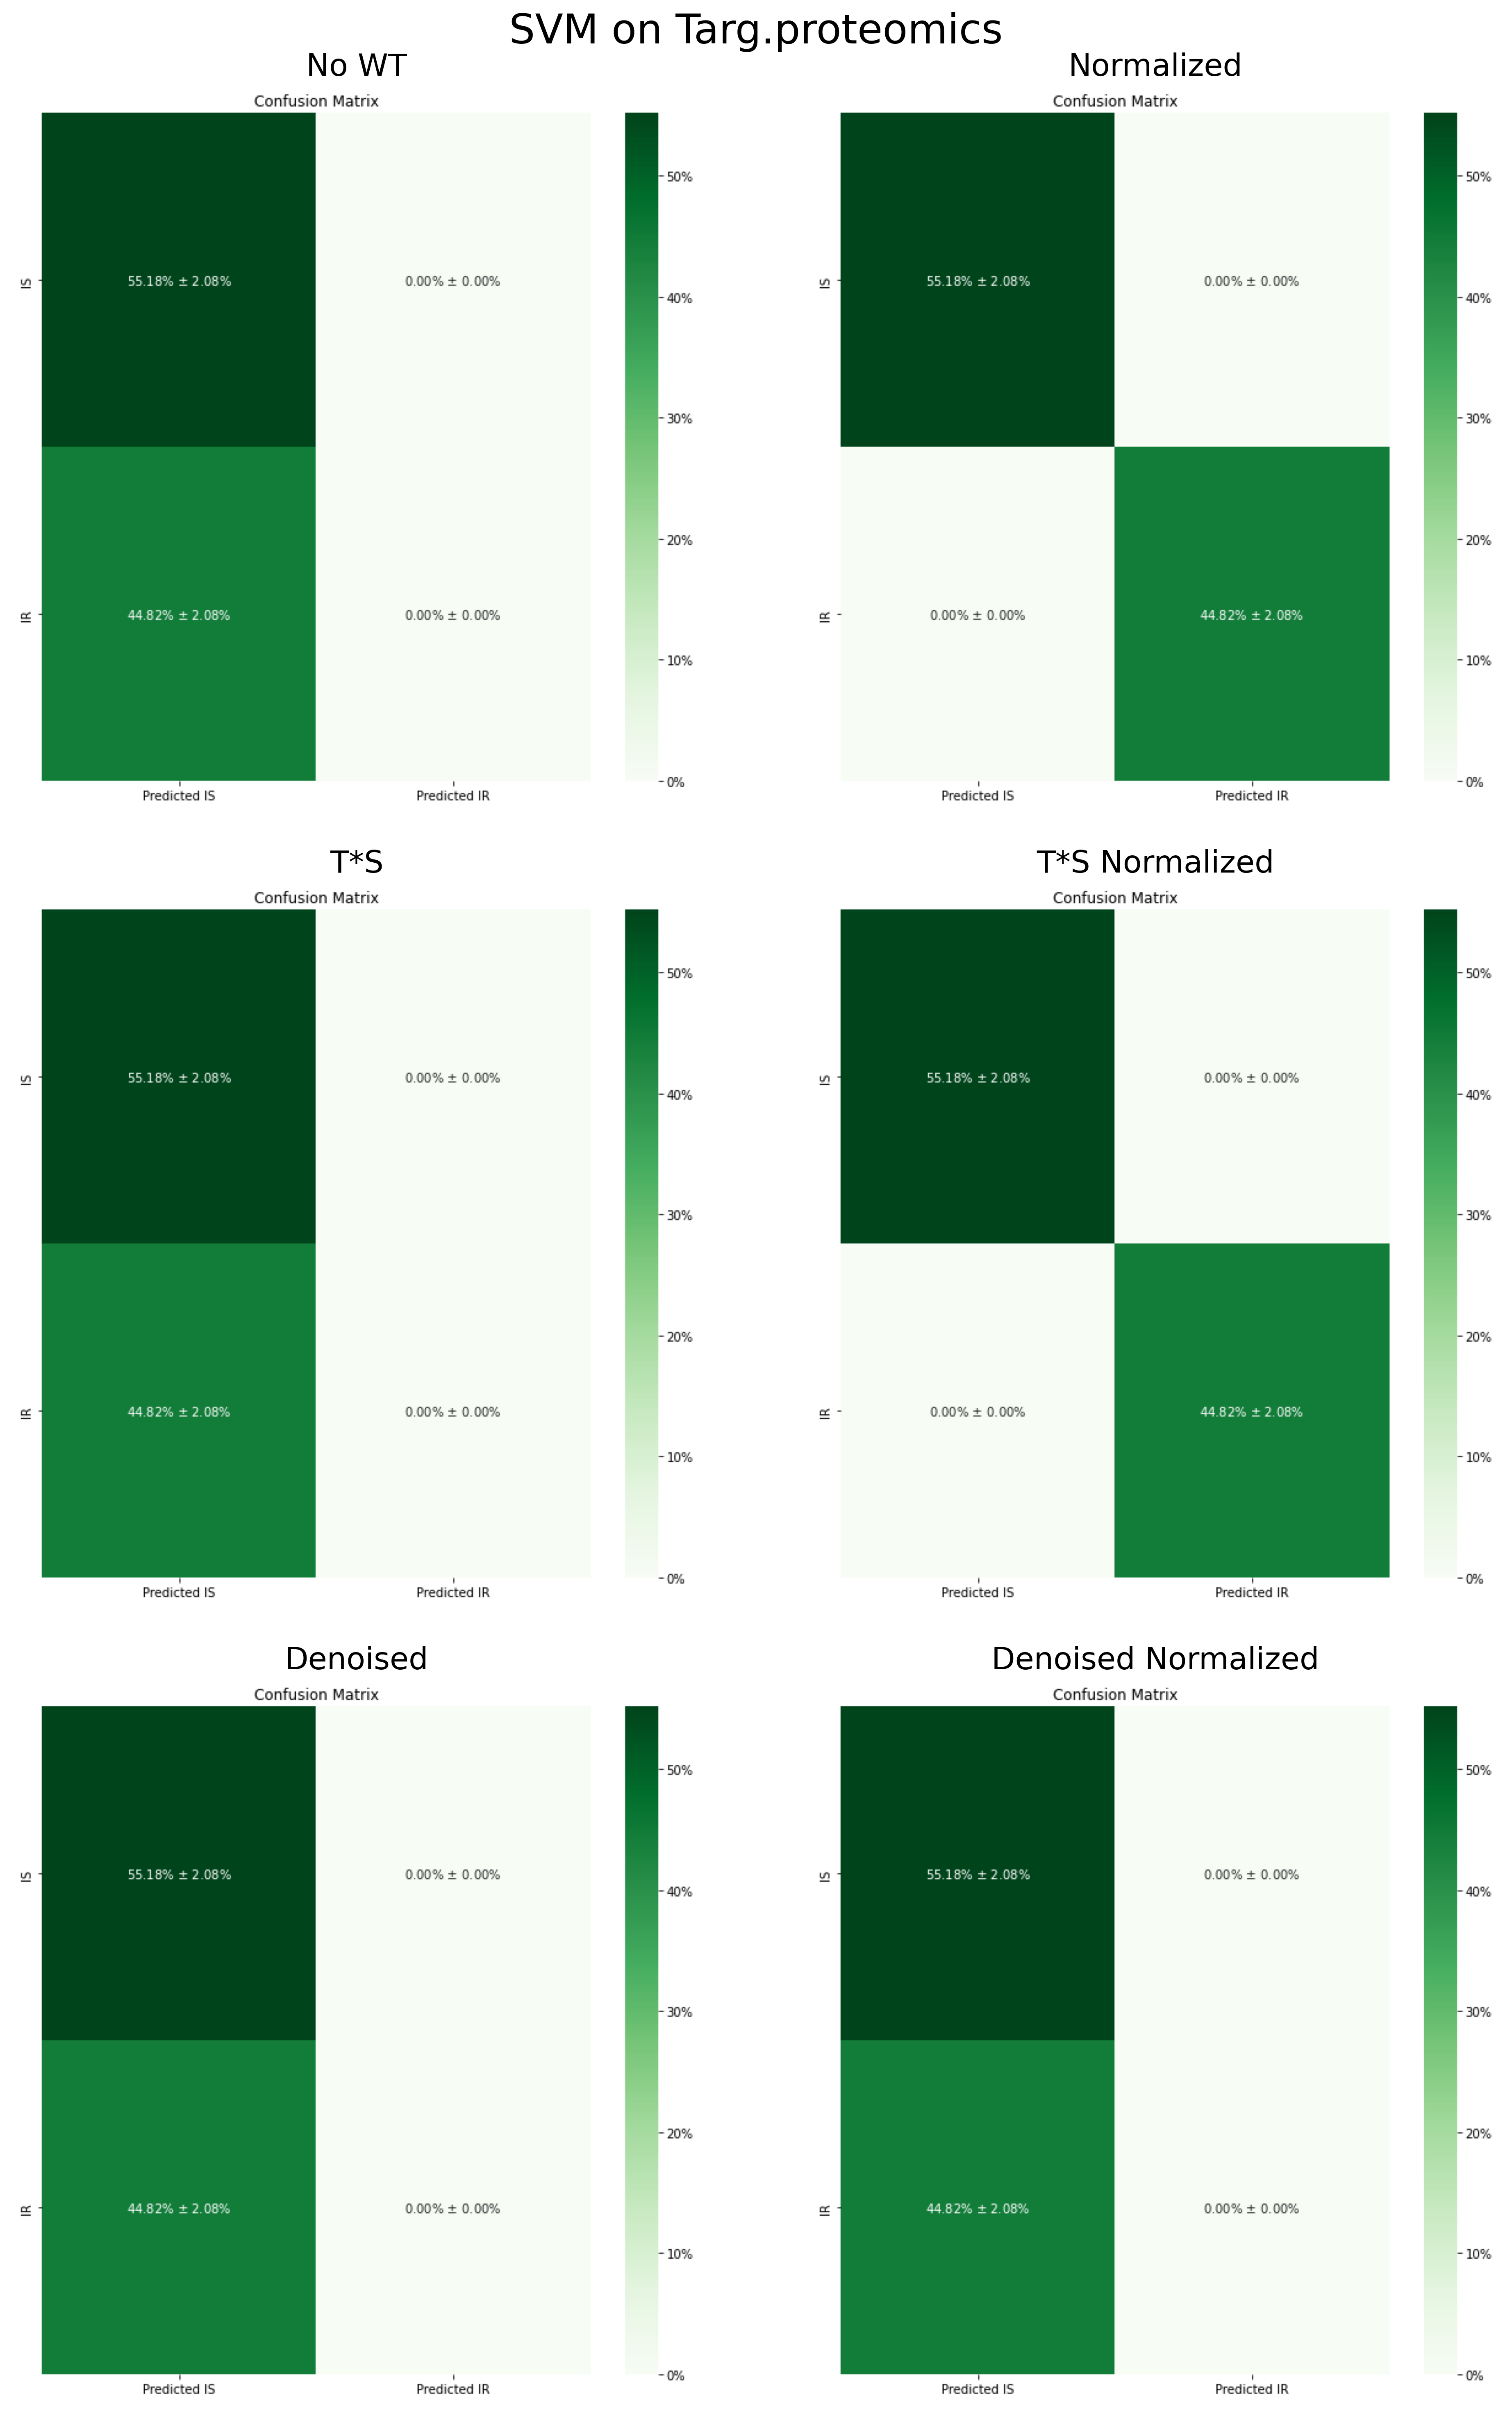 SVM on Targ.proteomics
No WT
Confusion Matrix
IS
55.18% ± 2.08%
0.00% ± 0.00%
IR
44.82% ± 2.08%
0.00% ± 0.00%
Predicted IS
Predicted IR
50%
40%
30%
20%
10%
0%
Normalized
Confusion Matrix
IS
55.18% ± 2.08%
0.00% ± 0.00%
IR
0.00% ± 0.00%
44.82% ± 2.08%
Predicted IS
Predicted IR
50%
40%
30%
20%
10%
0%
T*S
Confusion Matrix
IS
55.18% ± 2.08%
0.00% ± 0.00%
IR
44.82% ± 2.08%
0.00% ± 0.00%
Predicted IS
Predicted IR
50%
40%
30%
20%
10%
0%
T*S Normalized
Confusion Matrix
IS
55.18% ± 2.08%
0.00% ± 0.00%
IR
0.00% ± 0.00%
44.82% ± 2.08%
Predicted IS
Predicted IR
50%
40%
30%
20%
10%
0%
Denoised
Confusion Matrix
IS
55.18% ± 2.08%
0.00% ± 0.00%
IR
44.82% ± 2.08%
0.00% ± 0.00%
Predicted IS
Predicted IR
50%
40%
30%
20%
10%
0%
Denoised Normalized
Confusion Matrix
IS
55.18% ± 2.08%
0.00% ± 0.00%
IR
44.82% ± 2.08%
0.00% ± 0.00%
Predicted IS
Predicted IR
50%
40%
30%
20%
10%
0%